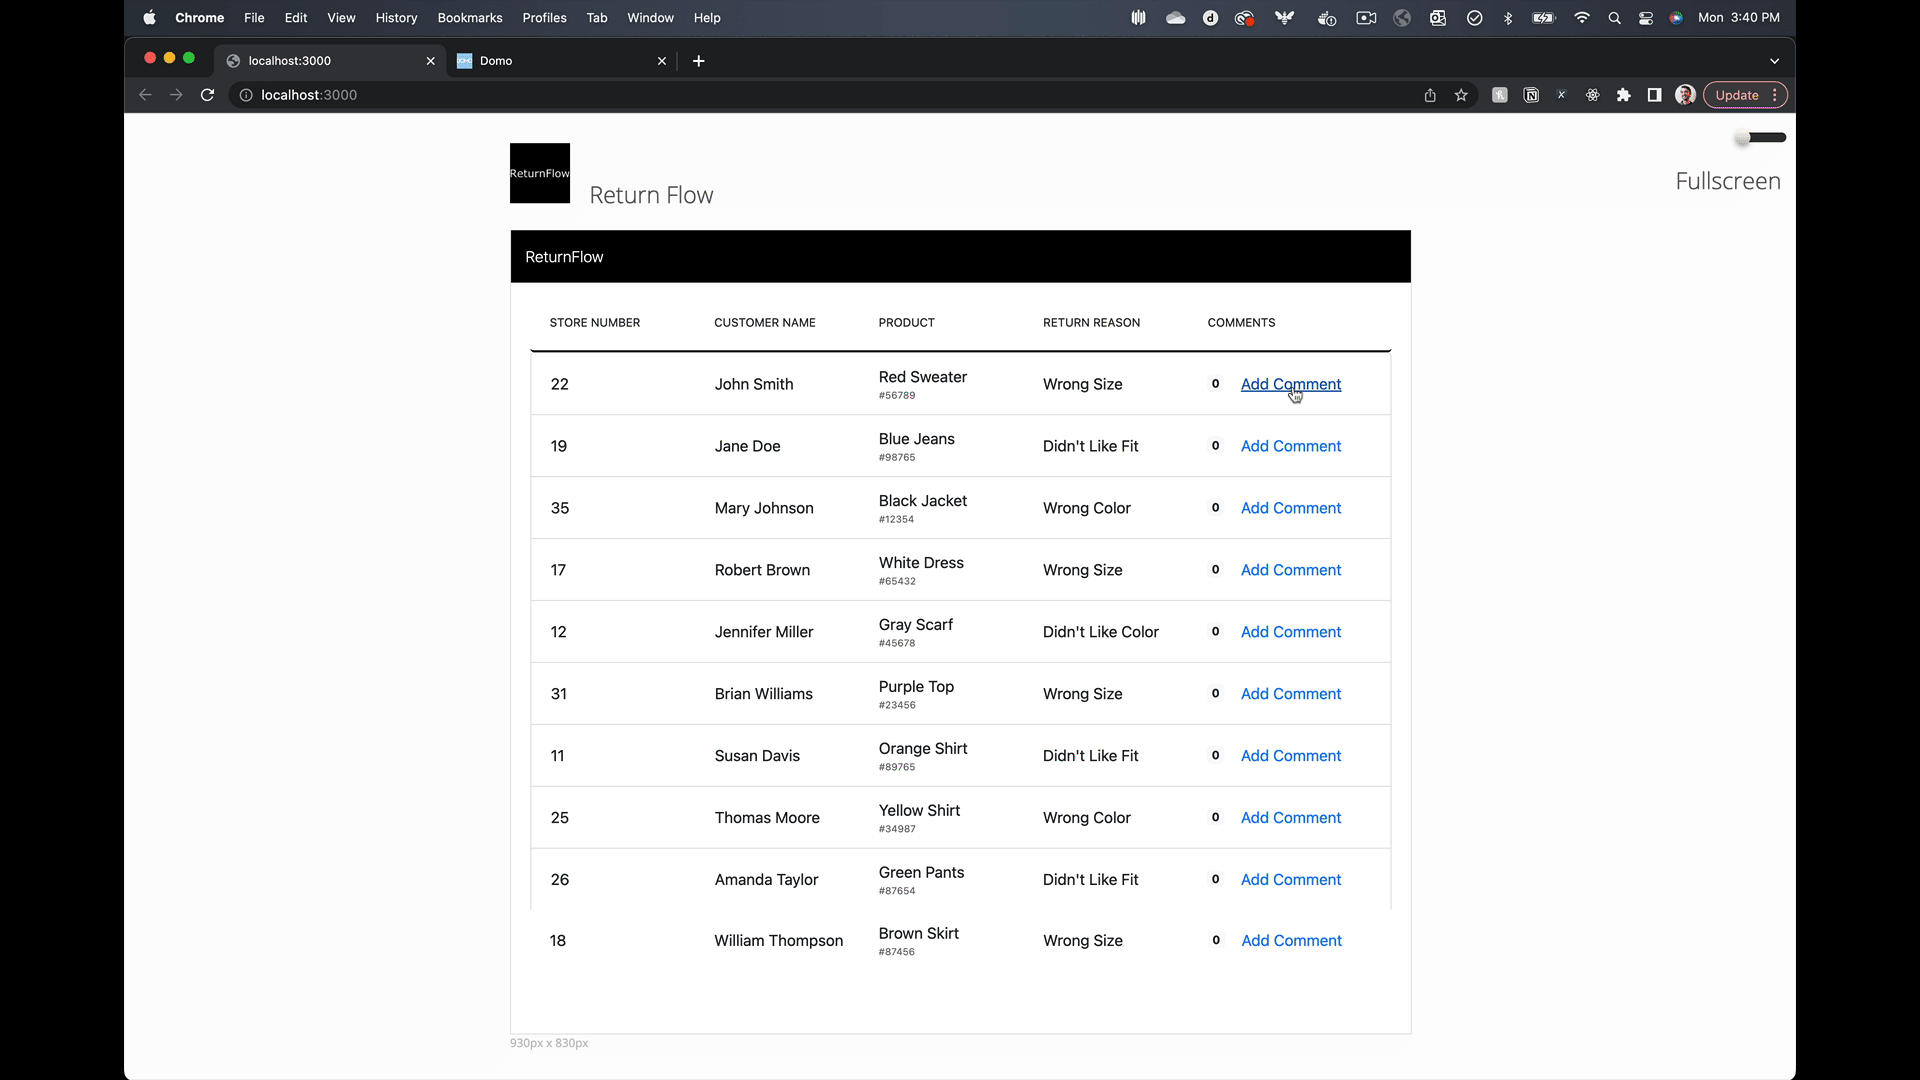 Chrome File Edit View History Bookmarks Profiles Tab Window Help Mon 3:40 PM
localhost:3000 Domo
localhost:3000 Update
ReturnFlow
Return Flow
Fullscreen
ReturnFlow
STORE NUMBER CUSTOMER NAME PRODUCT RETURN REASON COMMENTS
22 John Smith Red Sweater #56789 Wrong Size 0 Add Comment
19 Jane Doe Blue Jeans #98765 Didn't Like Fit 0 Add Comment
35 Mary Johnson Black Jacket #12354 Wrong Color 0 Add Comment
17 Robert Brown White Dress #65432 Wrong Size 0 Add Comment
12 Jennifer Miller Gray Scarf #45678 Didn't Like Color 0 Add Comment
31 Brian Williams Purple Top #23456 Wrong Size 0 Add Comment
11 Susan Davis Orange Shirt #89765 Didn't Like Fit 0 Add Comment
25 Thomas Moore Yellow Shirt #34987 Wrong Color 0 Add Comment
26 Amanda Taylor Green Pants #87654 Didn't Like Fit 0 Add Comment
18 William Thompson Brown Skirt #87456 Wrong Size 0 Add Comment
930px x 830px